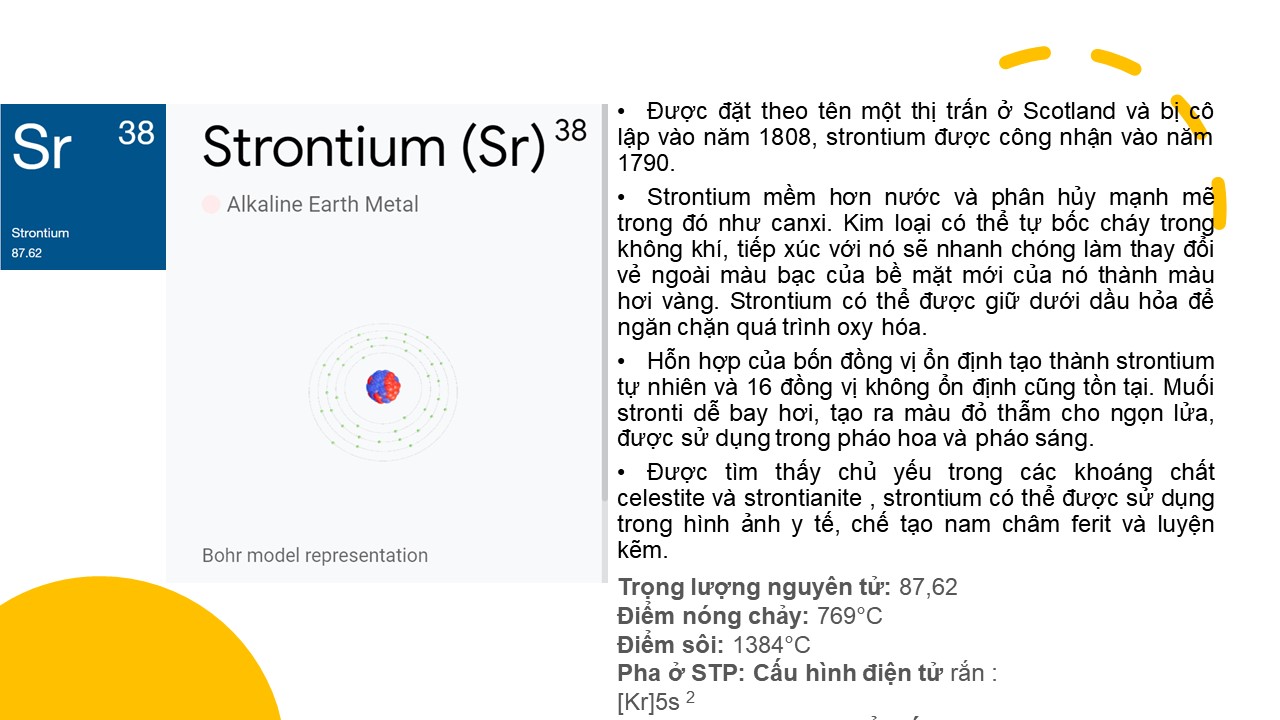 Sr 38
Strontium
87.62
Strontium (Sr) 38
Alkaline Earth Metal
Bohr model representation
• Được đặt theo tên một thị trấn ở Scotland và bị cô
lập vào năm 1808, strontium được công nhận vào năm
1790.
• Strontium mềm hơn nước và phân hủy mạnh mẽ
trong đó như canxi. Kim loại có thể tự bốc cháy trong
không khí, tiếp xúc với nó sẽ nhanh chóng làm thay đổi
vẻ ngoài màu bạc của bề mặt mới của nó thành màu
hơi vàng. Strontium có thể được giữ dưới dầu hỏa để
ngăn chặn quá trình oxy hóa.
• Hỗn hợp của bốn đồng vị ổn định tạo thành strontium
tự nhiên và 16 đồng vị không ổn định cũng tồn tại. Muối
stronti dễ bay hơi, tạo ra màu đỏ thẫm cho ngọn lửa,
được sử dụng trong pháo hoa và pháo sáng.
• Được tìm thấy chủ yếu trong các khoáng chất
celestite và strontianite , strontium có thể được sử dụng
trong hình ảnh y tế, chế tạo nam châm ferit và luyện
kẽm.
Trọng lượng nguyên tử: 87,62
Điểm nóng chảy: 769°C
Điểm sôi: 1384°C
Pha ở STP: Cấu hình điện tử rắn :
[Kr]5s 2